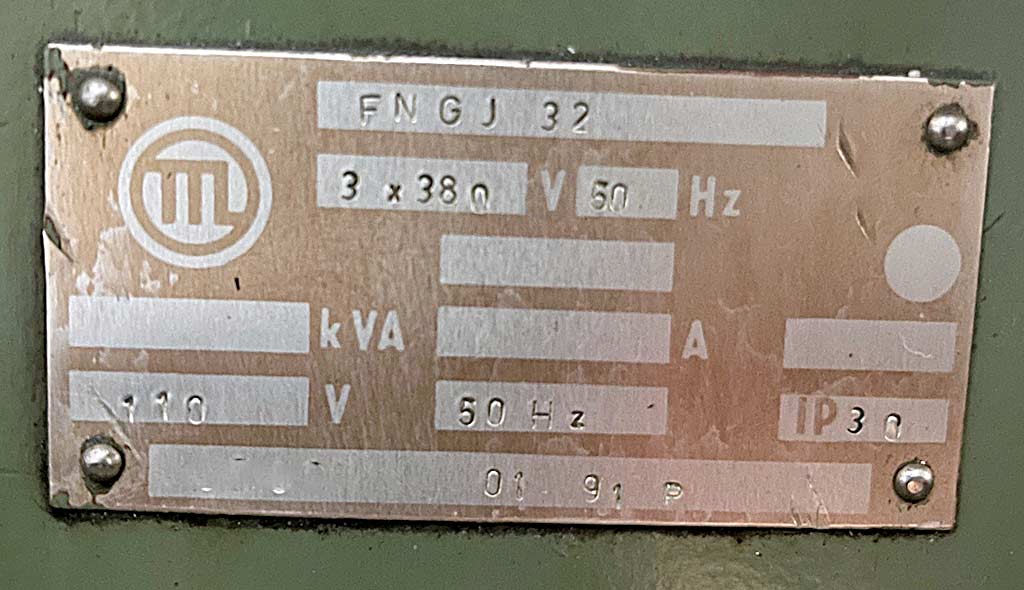 FNGJ 32
3 x 380 V 50 Hz
kVA A
110 V 50 Hz IP30
01 91 P